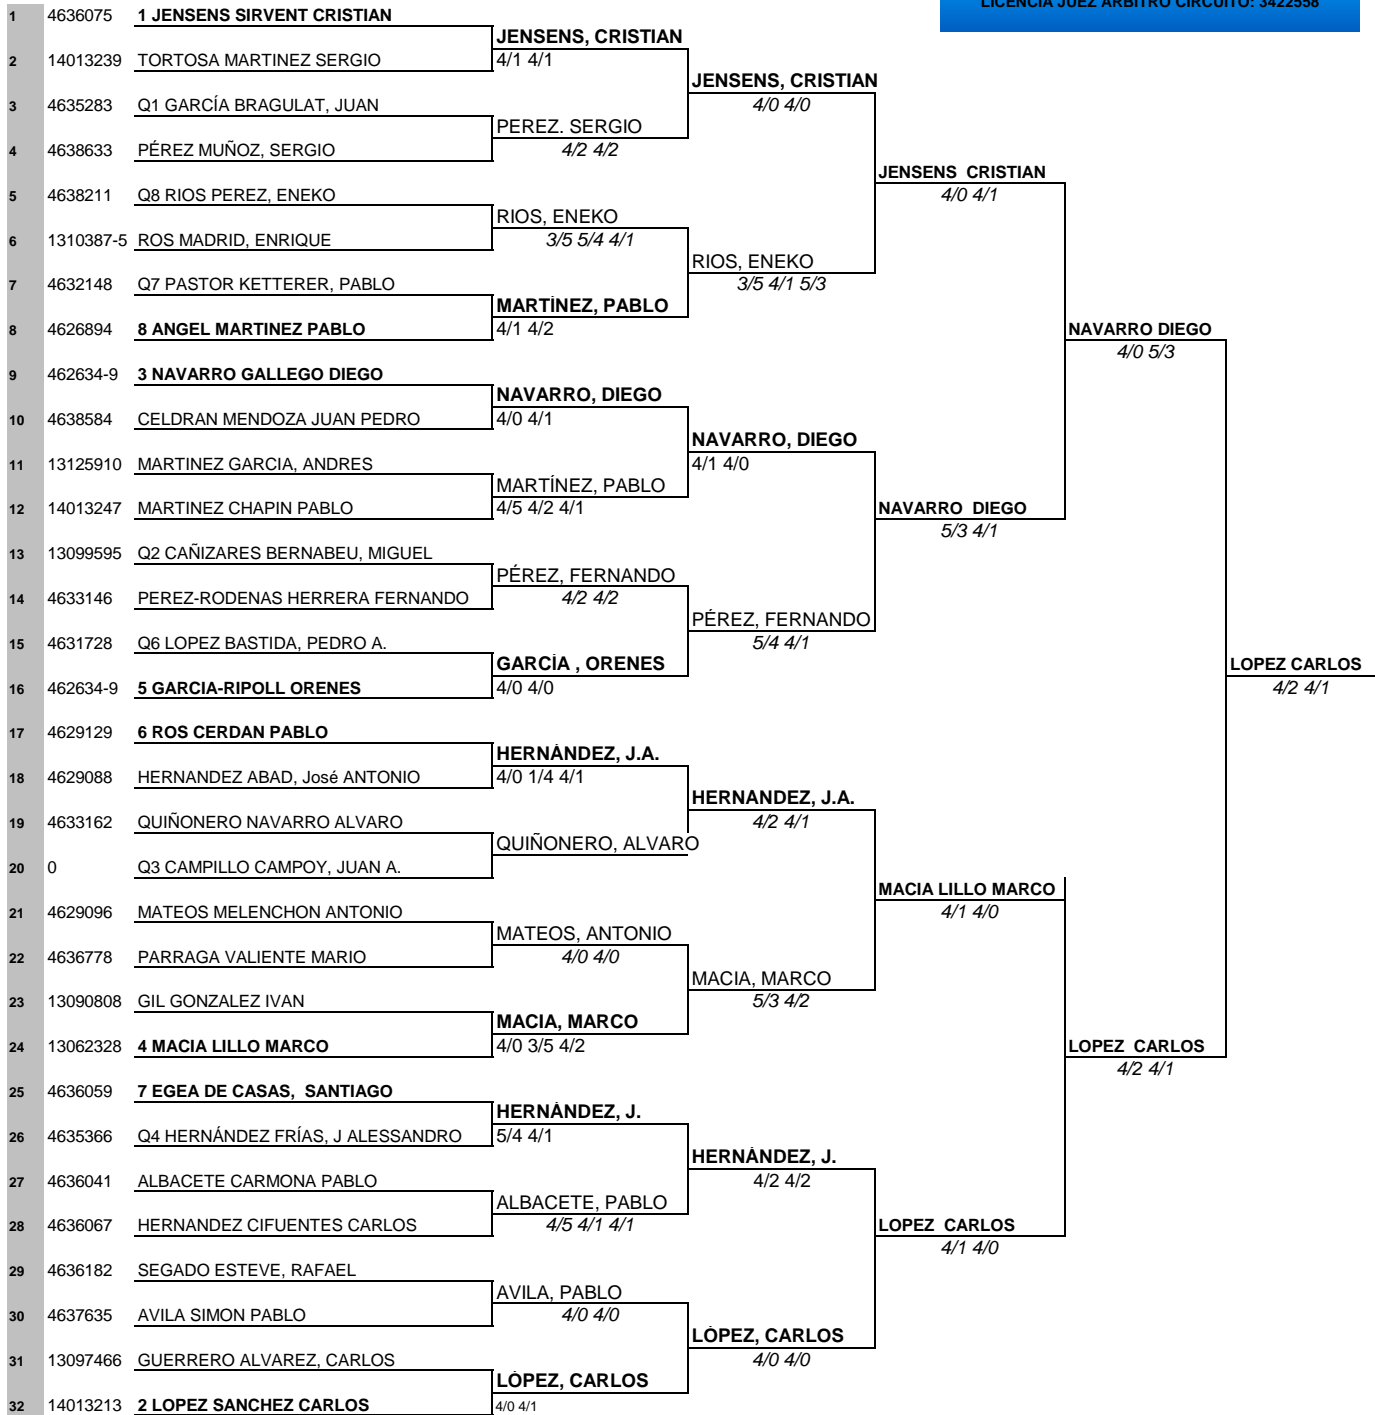 LICENCIA JUEZ ARBITRO CIRCUITO: 3422558
1 4636075 1 JENSENS SIRVENT CRISTIAN
JENSENS, CRISTIAN
2 14013239 TORTOSA MARTINEZ SERGIO 4/1 4/1
JENSENS, CRISTIAN
3 4635283 Q1 GARCÍA BRAGULAT, JUAN 4/0 4/0
PEREZ. SERGIO
4 4638633 PÉREZ MUÑOZ, SERGIO 4/2 4/2
JENSENS CRISTIAN
5 4638211 Q8 RIOS PEREZ, ENEKO 4/0 4/1
RIOS, ENEKO
6 1310387-5 ROS MADRID, ENRIQUE 3/5 5/4 4/1
RIOS, ENEKO
7 4632148 Q7 PASTOR KETTERER, PABLO 3/5 4/1 5/3
MARTÍNEZ, PABLO
8 4626894 8 ANGEL MARTINEZ PABLO 4/1 4/2 NAVARRO DIEGO
4/0 5/3
9 462634-9 3 NAVARRO GALLEGO DIEGO
NAVARRO, DIEGO
10 4638584 CELDRAN MENDOZA JUAN PEDRO 4/0 4/1
NAVARRO, DIEGO
11 13125910 MARTINEZ GARCIA, ANDRES 4/1 4/0
MARTÍNEZ, PABLO
12 14013247 MARTINEZ CHAPIN PABLO 4/5 4/2 4/1 NAVARRO DIEGO
5/3 4/1
13 13099595 Q2 CAÑIZARES BERNABEU, MIGUEL
PÉREZ, FERNANDO
14 4633146 PEREZ-RODENAS HERRERA FERNANDO 4/2 4/2
PÉREZ, FERNANDO
15 4631728 Q6 LOPEZ BASTIDA, PEDRO A. 5/4 4/1
GARCÍA , ORENES LOPEZ CARLOS
16 462634-9 5 GARCIA-RIPOLL ORENES 4/0 4/0 4/2 4/1
17 4629129 6 ROS CERDAN PABLO
HERNÁNDEZ, J.A.
18 4629088 HERNANDEZ ABAD, José ANTONIO 4/0 1/4 4/1
HERNANDEZ, J.A.
19 4633162 QUIÑONERO NAVARRO ALVARO 4/2 4/1
QUIÑONERO, ALVARO
20 0 Q3 CAMPILLO CAMPOY, JUAN A.
MACIA LILLO MARCO
21 4629096 MATEOS MELENCHON ANTONIO 4/1 4/0
MATEOS, ANTONIO
22 4636778 PARRAGA VALIENTE MARIO 4/0 4/0
MACIA, MARCO
23 13090808 GIL GONZALEZ IVAN 5/3 4/2
MACIA, MARCO
24 13062328 4 MACIA LILLO MARCO 4/0 3/5 4/2 LOPEZ CARLOS
4/2 4/1
25 4636059 7 EGEA DE CASAS, SANTIAGO
HERNÁNDEZ, J.
26 4635366 Q4 HERNÁNDEZ FRÍAS, J ALESSANDRO 5/4 4/1
HERNÁNDEZ, J.
27 4636041 ALBACETE CARMONA PABLO 4/2 4/2
ALBACETE, PABLO
28 4636067 HERNANDEZ CIFUENTES CARLOS 4/5 4/1 4/1 LOPEZ CARLOS
4/1 4/0
29 4636182 SEGADO ESTEVE, RAFAEL
AVILA, PABLO
30 4637635 AVILA SIMON PABLO 4/0 4/0
LÓPEZ, CARLOS
31 13097466 GUERRERO ALVAREZ, CARLOS 4/0 4/0
LÓPEZ, CARLOS
32 14013213 2 LOPEZ SANCHEZ CARLOS 4/0 4/1